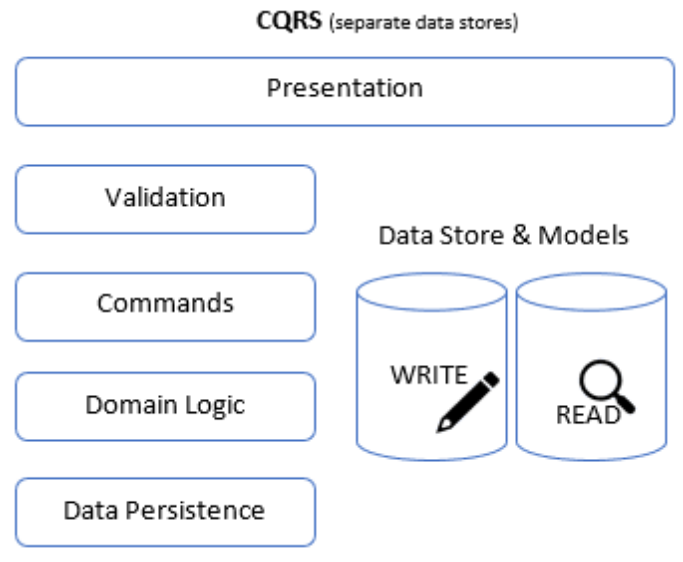 CQRS (separate data stores)
Presentation
Validation
Data Store & Models
Commands
WRITE
READ
Domain Logic
Data Persistence